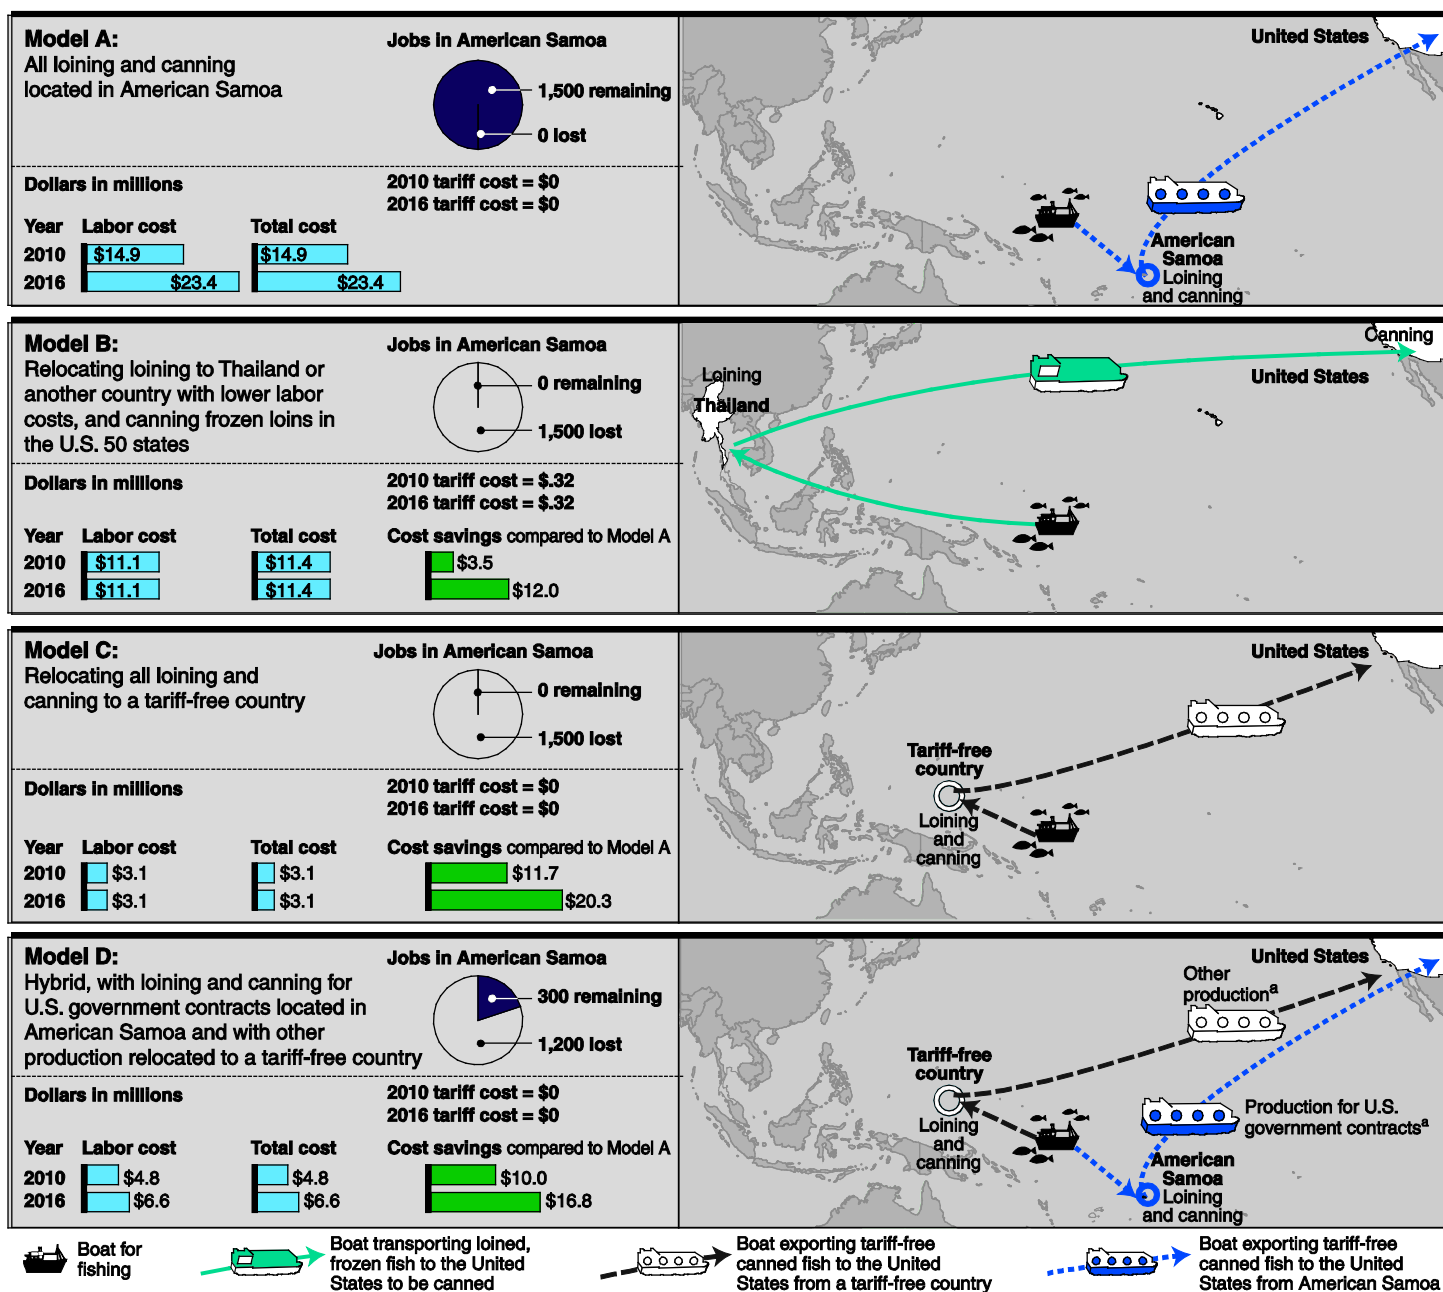 Model A:
All loining and canning
located in American Samoa
Jobs in American Samoa
1,500 remaining
0 lost
Dollars in millions
2010 tariff cost = $0
2016 tariff cost = $0
Year Labor cost Total cost
2010 $14.9 $14.9
2016 $23.4 $23.4
United States
American
Samoa
Loining
and canning
Model B:
Relocating loining to Thailand or
another country with lower labor
costs, and canning frozen loins in
the U.S. 50 states
Jobs in American Samoa
0 remaining
1,500 lost
Dollars in millions
2010 tariff cost = $.32
2016 tariff cost = $.32
Year Labor cost Total cost Cost savings compared to Model A
2010 $11.1 $11.4 $3.5
2016 $11.1 $11.4 $12.0
Canning
United States
Loining
Thailand
Model C:
Relocating all loining and
canning to a tariff-free country
Jobs in American Samoa
0 remaining
1,500 lost
Dollars in millions
2010 tariff cost = $0
2016 tariff cost = $0
Year Labor cost Total cost Cost savings compared to Model A
2010 $3.1 $3.1 $11.7
2016 $3.1 $3.1 $20.3
United States
Tariff-free
country
Loining
and
canning
Model D:
Hybrid, with loining and canning for
U.S. government contracts located in
American Samoa and with other
production relocated to a tariff-free country
Jobs in American Samoa
300 remaining
1,200 lost
Dollars in millions
2010 tariff cost = $0
2016 tariff cost = $0
Year Labor cost Total cost Cost savings compared to Model A
2010 $4.8 $4.8 $10.0
2016 $6.6 $6.6 $16.8
United States
Other
productionᵃ
Tariff-free
country
Loining
and
canning
Production for U.S.
government contractsᵃ
American
Samoa
Loining
and canning
Boat for
fishing
Boat transporting loined,
frozen fish to the United
States to be canned
Boat exporting tariff-free
canned fish to the United
States from a tariff-free country
Boat exporting tariff-free
canned fish to the United
States from American Samoa